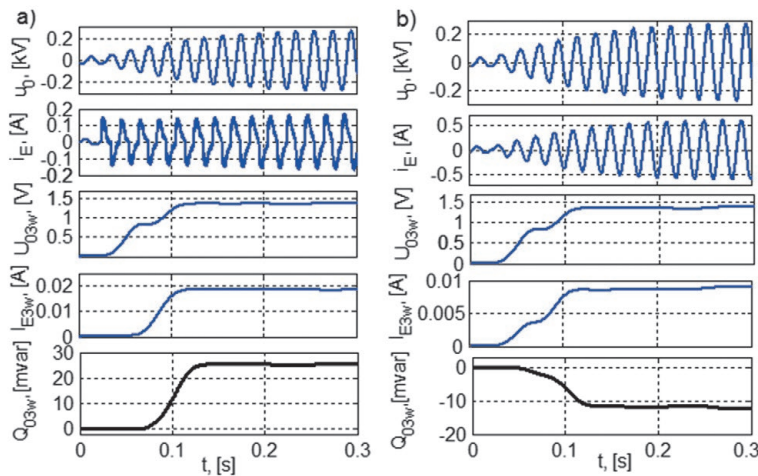 a)
u₀, [kV]
0.2
0
-0.2
i_E, [A]
0.2
0.1
0
-0.1
0.2
U₀₃w, [V]
1.5
1
0.5
0
I_E3w, [A]
0.02
0.01
0
Q₀₃w, [mvar]
30
20
10
0
0 0.1 0.2 0.3
t, [s]
b)
u₀, [kV]
0.2
0
-0.2
i_E, [A]
0.5
0
-0.5
U₀₃w, [V]
1.5
1
0.5
0
I_E3w, [A]
0.01
0.005
0
Q₀₃w, [mvar]
0
-10
-20
0 0.1 0.2 0.3
t, [s]